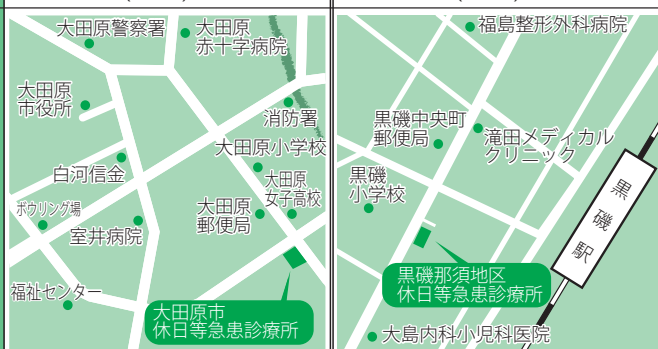 大田原警察署
大田原
赤十字病院
大田原
市役所
消防署
大田原小学校
白河信金
大田原
女子高校
ボウリング場
大田原
郵便局
室井病院
福祉センター
大田原市
休日等急患診療所
福島整形外科病院
黒磯中央町
郵便局
滝田メディカル
クリニック
黒磯
小学校
黒磯駅
黒磯那須地区
休日等急患診療所
大島内科小児科医院